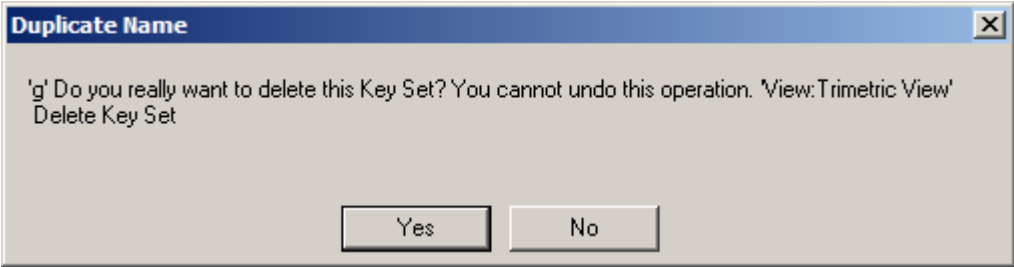 Duplicate Name
'g' Do you really want to delete this Key Set? You cannot undo this operation. 'View:Trimetric View'
Delete Key Set
Yes
No